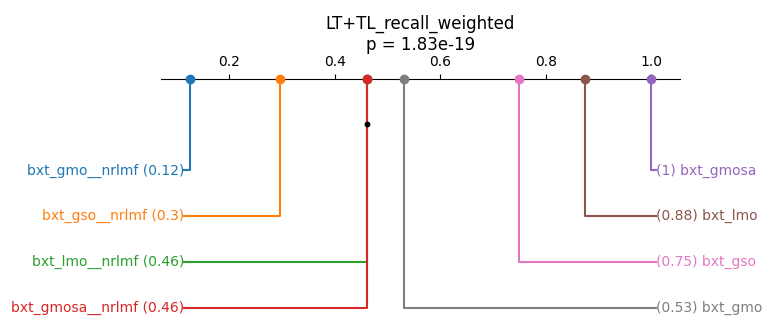 LT+TL_recall_weighted
p = 1.83e-19
0.2 0.4 0.6 0.8 1.0
bxt_gmo__nrlmf (0.12) (1) bxt_gmosa
bxt_gso__nrlmf (0.3) (0.88) bxt_lmo
bxt_lmo__nrlmf (0.46) (0.75) bxt_gso
bxt_gmosa__nrlmf (0.46) (0.53) bxt_gmo